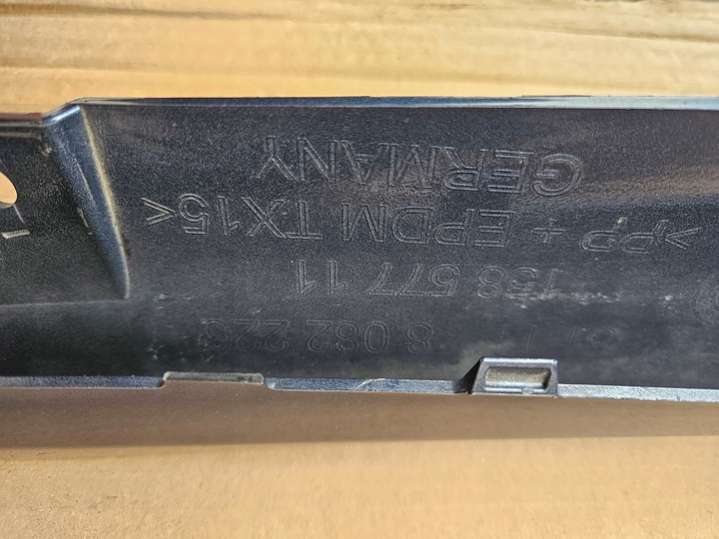 8 082 226
158 577 11
>PP + EPDM TX15<
GERMANY